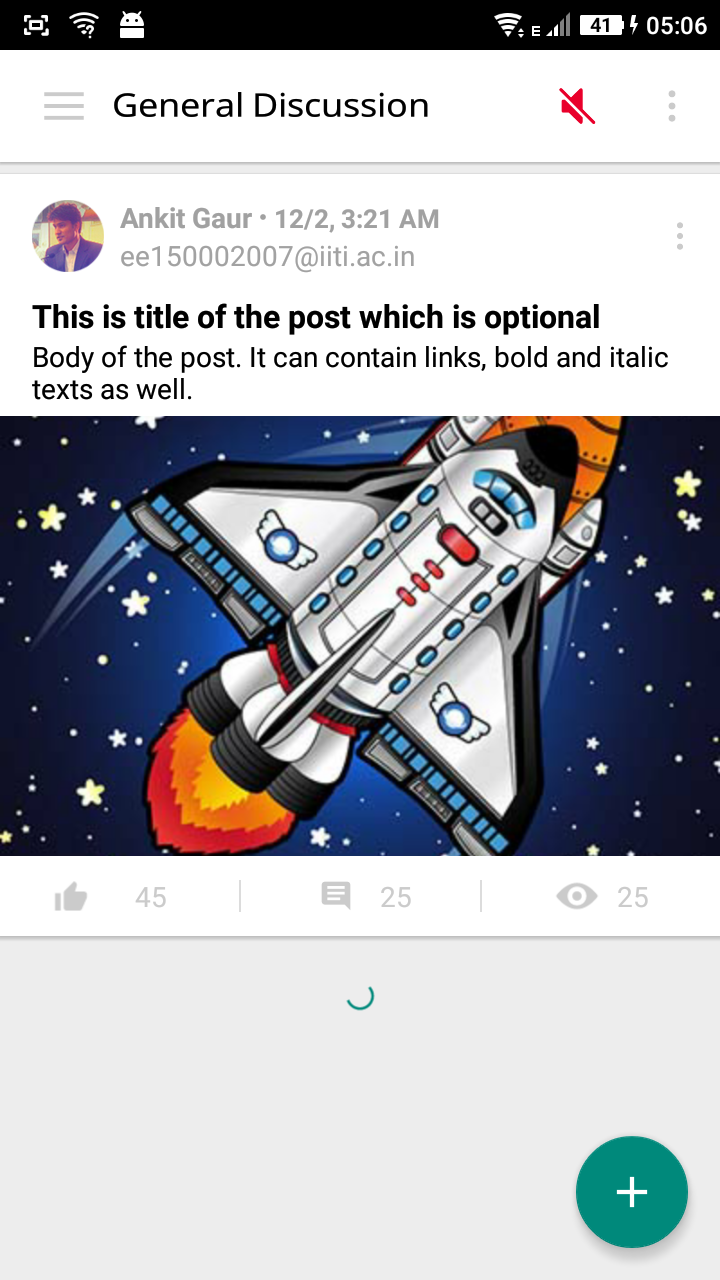 E 41 05:06
General Discussion
Ankit Gaur • 12/2, 3:21 AM
ee150002007@iiti.ac.in
This is title of the post which is optional
Body of the post. It can contain links, bold and italic
texts as well.
45 25 25